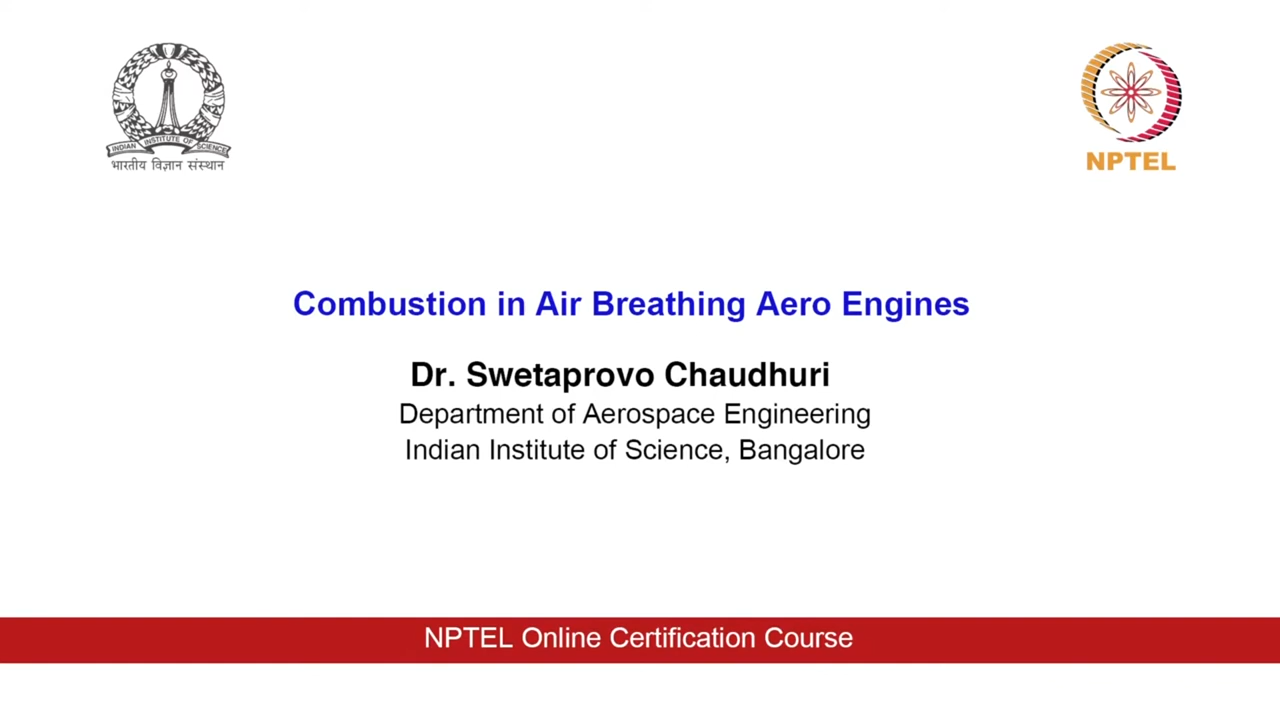 INDIAN INSTITUTE OF SCIENCE
भारतीय विज्ञान संस्थान
NPTEL
Combustion in Air Breathing Aero Engines
Dr. Swetaprovo Chaudhuri
Department of Aerospace Engineering
Indian Institute of Science, Bangalore
NPTEL Online Certification Course